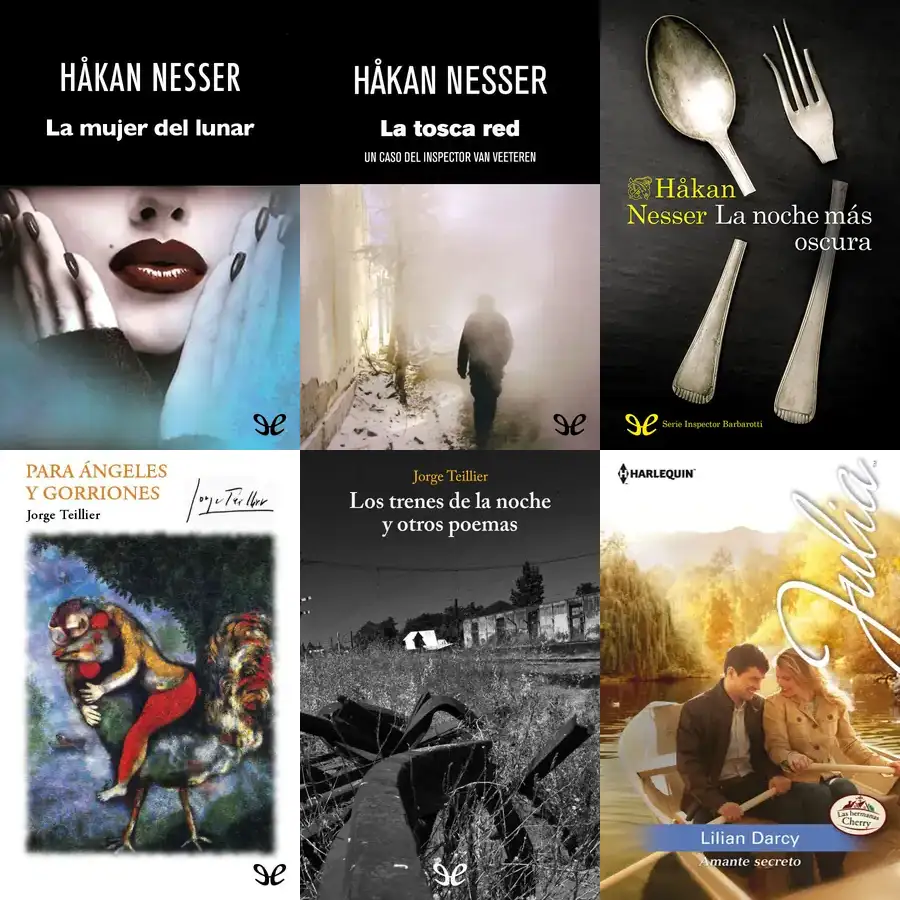 HÅKAN NESSER
La mujer del lunar
HÅKAN NESSER
La tosca red
UN CASO DEL INSPECTOR VAN VEETEREN
Håkan
Nesser La noche más
oscura
Serie Inspector Barbarotti
PARA ÁNGELES
Y GORRIONES
Jorge Teillier
Jorge Teillier
Jorge Teillier
Los trenes de la noche
y otros poemas
HARLEQUIN™
Julia™
Las hermanas
Cherry
Lilian Darcy
Amante secreto